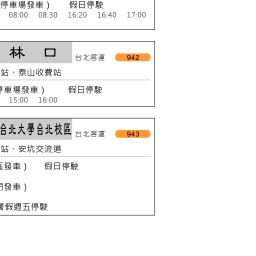 停車場發車）　假日停駛
08:00　08:30　16:20　16:40　17:00
林　口　台北客運　942
站、泰山收費站
停車場發車）　假日停駛
15:00　16:00
台北大學台北校區　台北客運　943
站、安坑交流道
發車）　假日停駛
發車）
假週五停駛